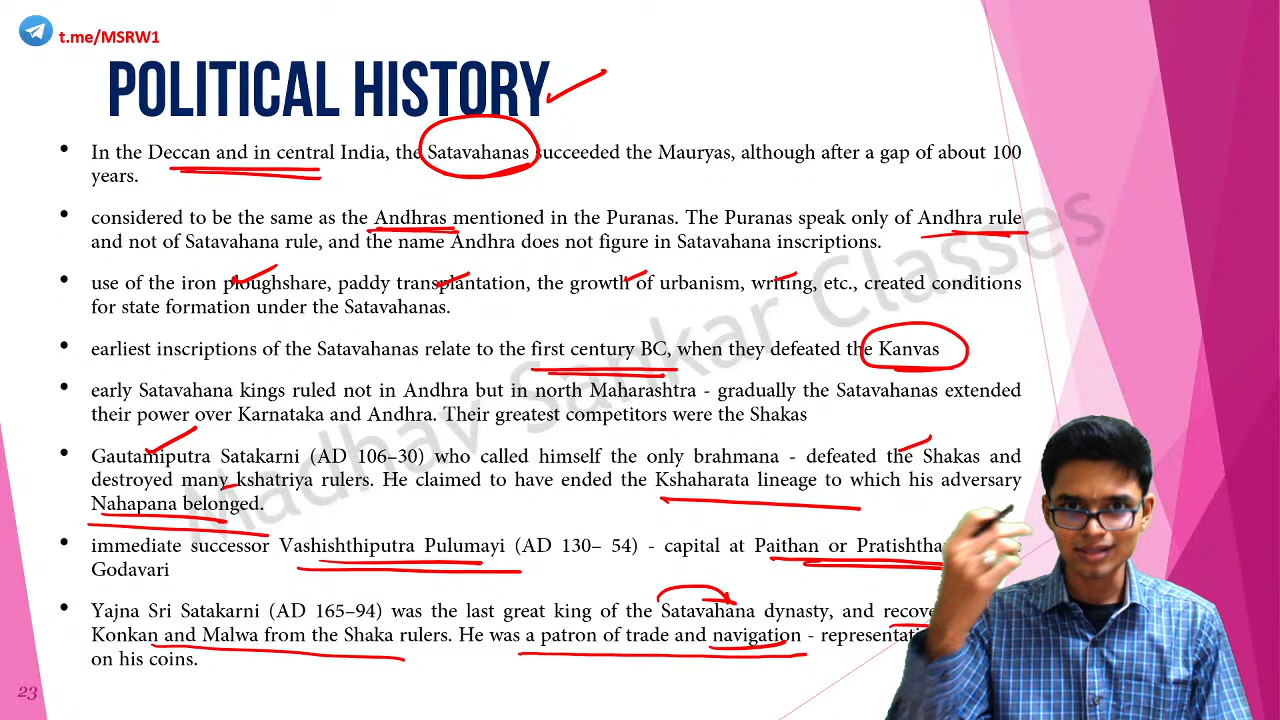 t.me/MSRW1
POLITICAL HISTORY
• In the Deccan and in central India, the Satavahanas succeeded the Mauryas, although after a gap of about 100
years.
• considered to be the same as the Andhras mentioned in the Puranas. The Puranas speak only of Andhra rule
and not of Satavahana rule, and the name Andhra does not figure in Satavahana inscriptions.
• use of the iron ploughshare, paddy transplantation, the growth of urbanism, writing, etc., created conditions
for state formation under the Satavahanas.
• earliest inscriptions of the Satavahanas relate to the first century BC, when they defeated the Kanvas
• early Satavahana kings ruled not in Andhra but in north Maharashtra - gradually the Satavahanas extended
their power over Karnataka and Andhra. Their greatest competitors were the Shakas
• Gautamiputra Satakarni (AD 106–30) who called himself the only brahmana - defeated the Shakas and
destroyed many kshatriya rulers. He claimed to have ended the Kshaharata lineage to which his adversary
Nahapana belonged.
• immediate successor Vashishthiputra Pulumayi (AD 130– 54) - capital at Paithan or Pratishtha
Godavari
• Yajna Sri Satakarni (AD 165–94) was the last great king of the Satavahana dynasty, and recove
Konkan and Malwa from the Shaka rulers. He was a patron of trade and navigation - representati
on his coins.
Madhav Sankar Classes
23